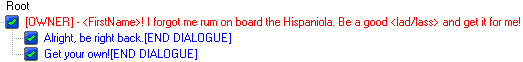 Root
[OWNER] - <FirstName>! I forgot me rum on board the Hispaniola. Be a good <lad/lass> and get it for me!
Alright, be right back.[END DIALOGUE]
Get your own![END DIALOGUE]